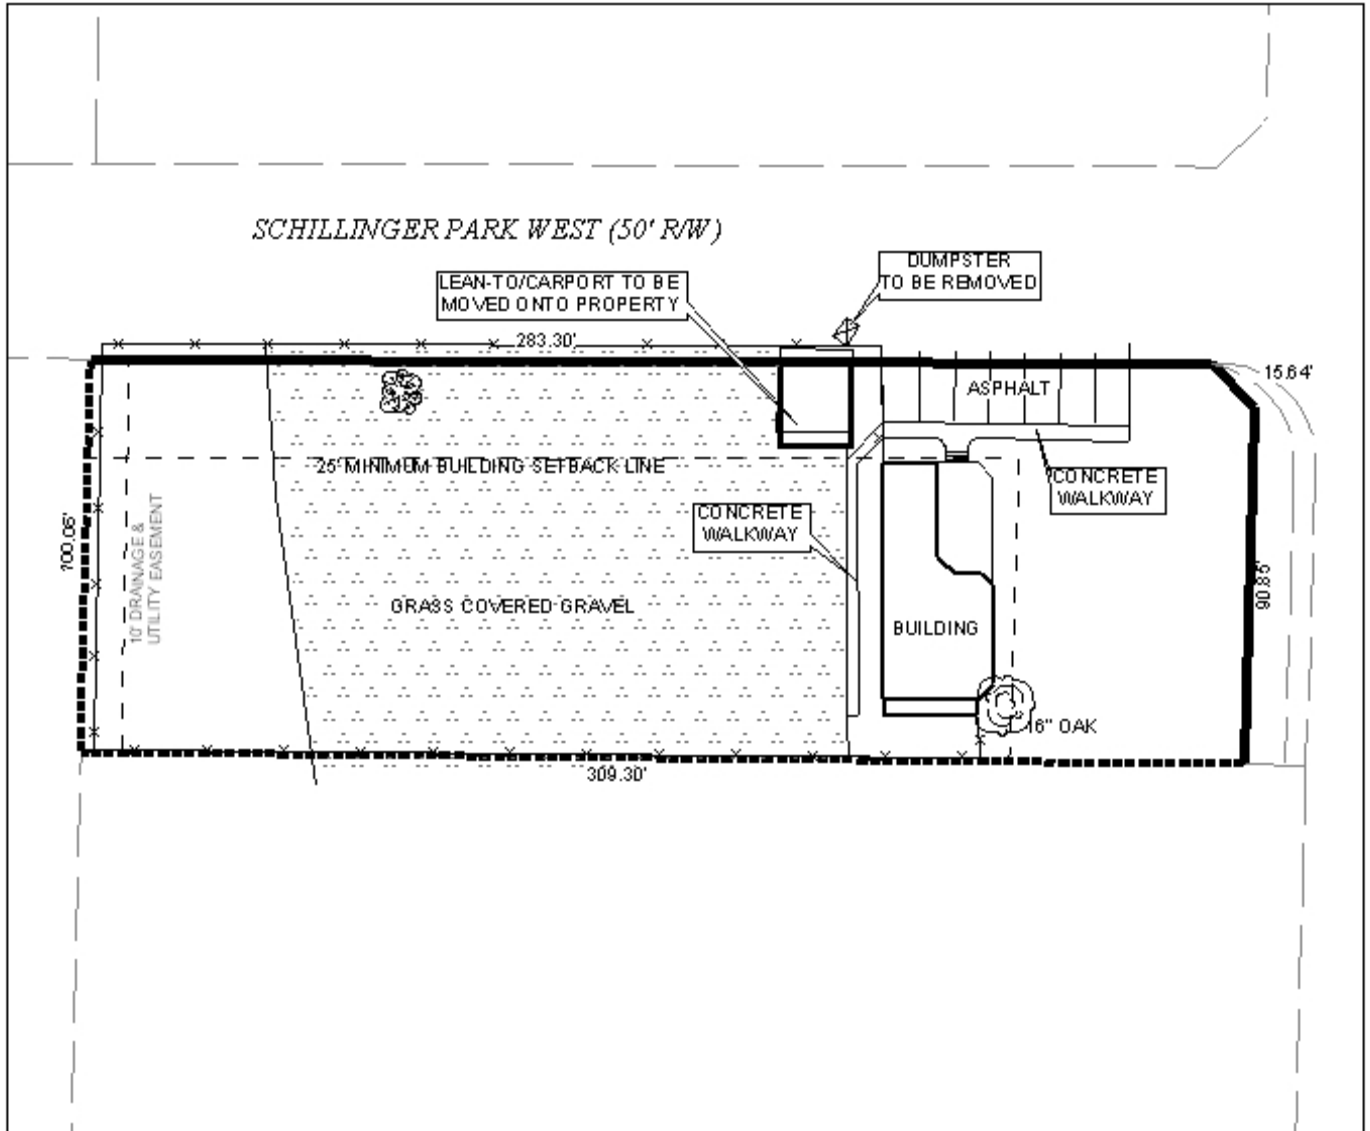 SCHILLINGER PARK WEST (50' R/W)
DUMPSTER
TO BE REMOVED
LEAN-TO/CARPORT TO BE
MOVED ONTO PROPERTY
283.30'
15.64'
ASPHALT
25' MINIMUM BUILDING SETBACK LINE
CONCRETE
WALKWAY
CONCRETE
WALKWAY
100.06'
10' DRAINAGE &
UTILITY EASEMENT
90.85'
GRASS COVERED GRAVEL
BUILDING
16" OAK
309.30'